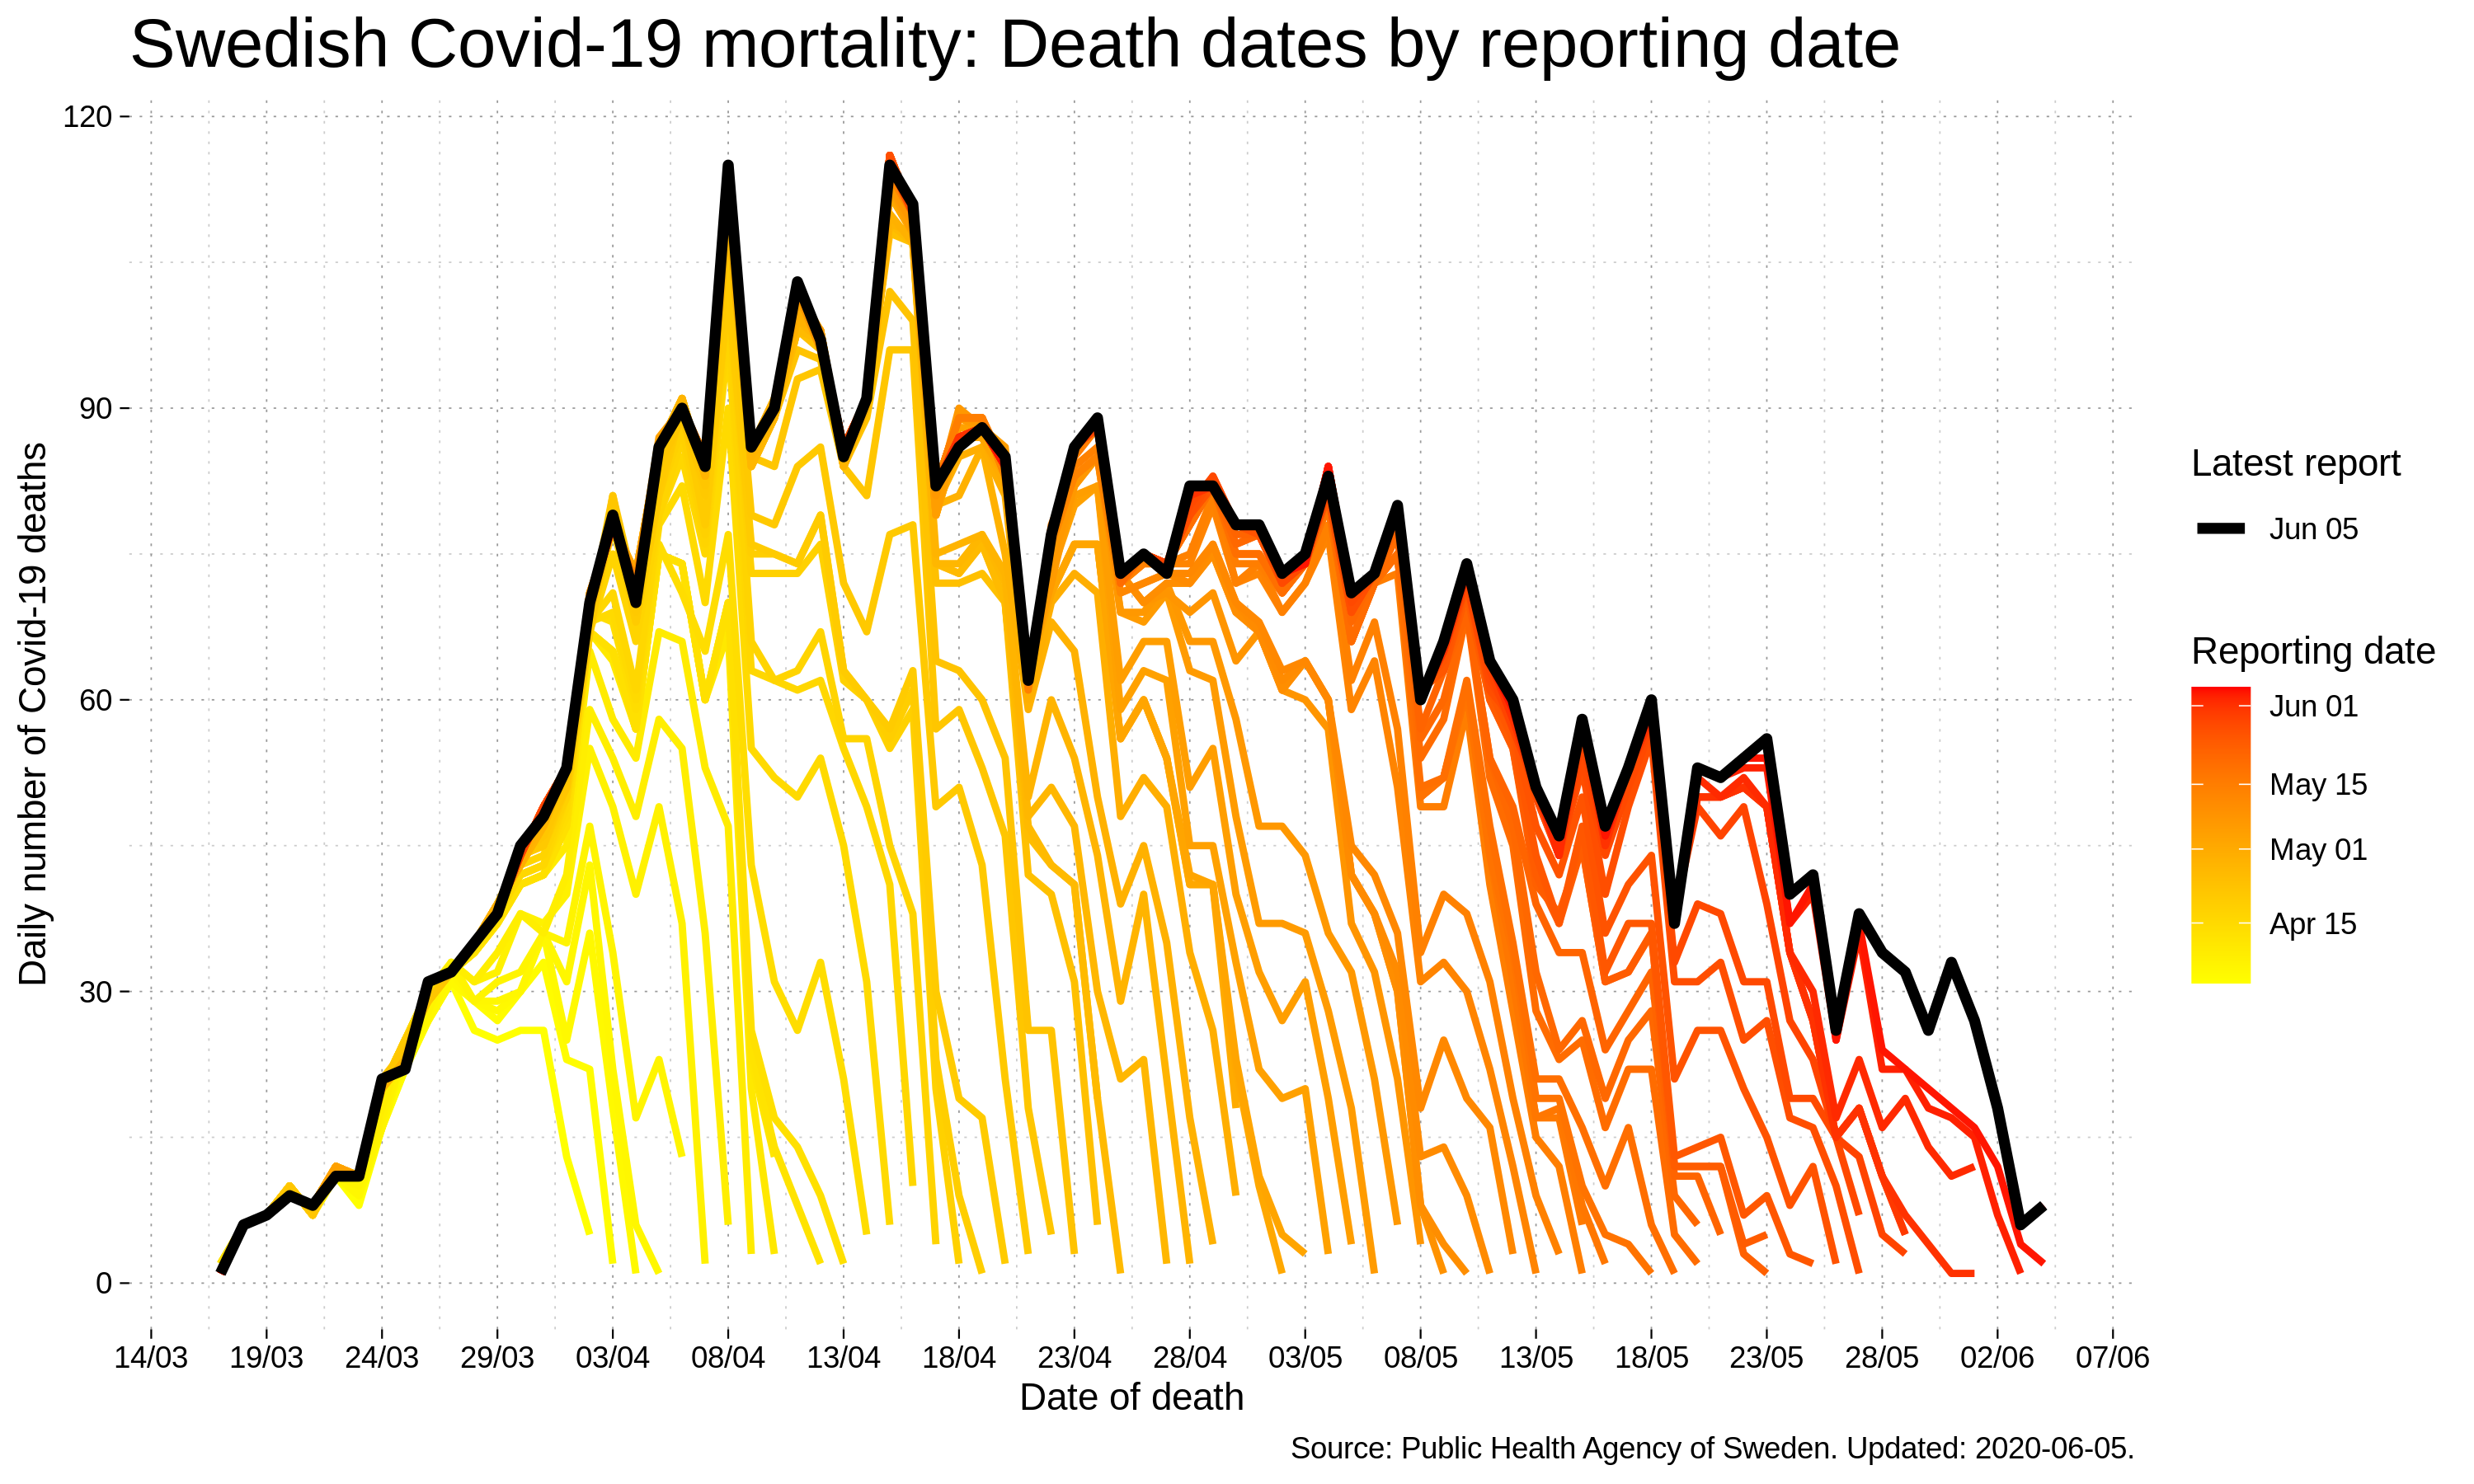 Swedish Covid-19 mortality: Death dates by reporting date
Daily number of Covid-19 deaths
120
90
60
30
0
14/03 19/03 24/03 29/03 03/04 08/04 13/04 18/04 23/04 28/04 03/05 08/05 13/05 18/05 23/05 28/05 02/06 07/06
Date of death
Latest report
Jun 05
Reporting date
Jun 01
May 15
May 01
Apr 15
Source: Public Health Agency of Sweden. Updated: 2020-06-05.